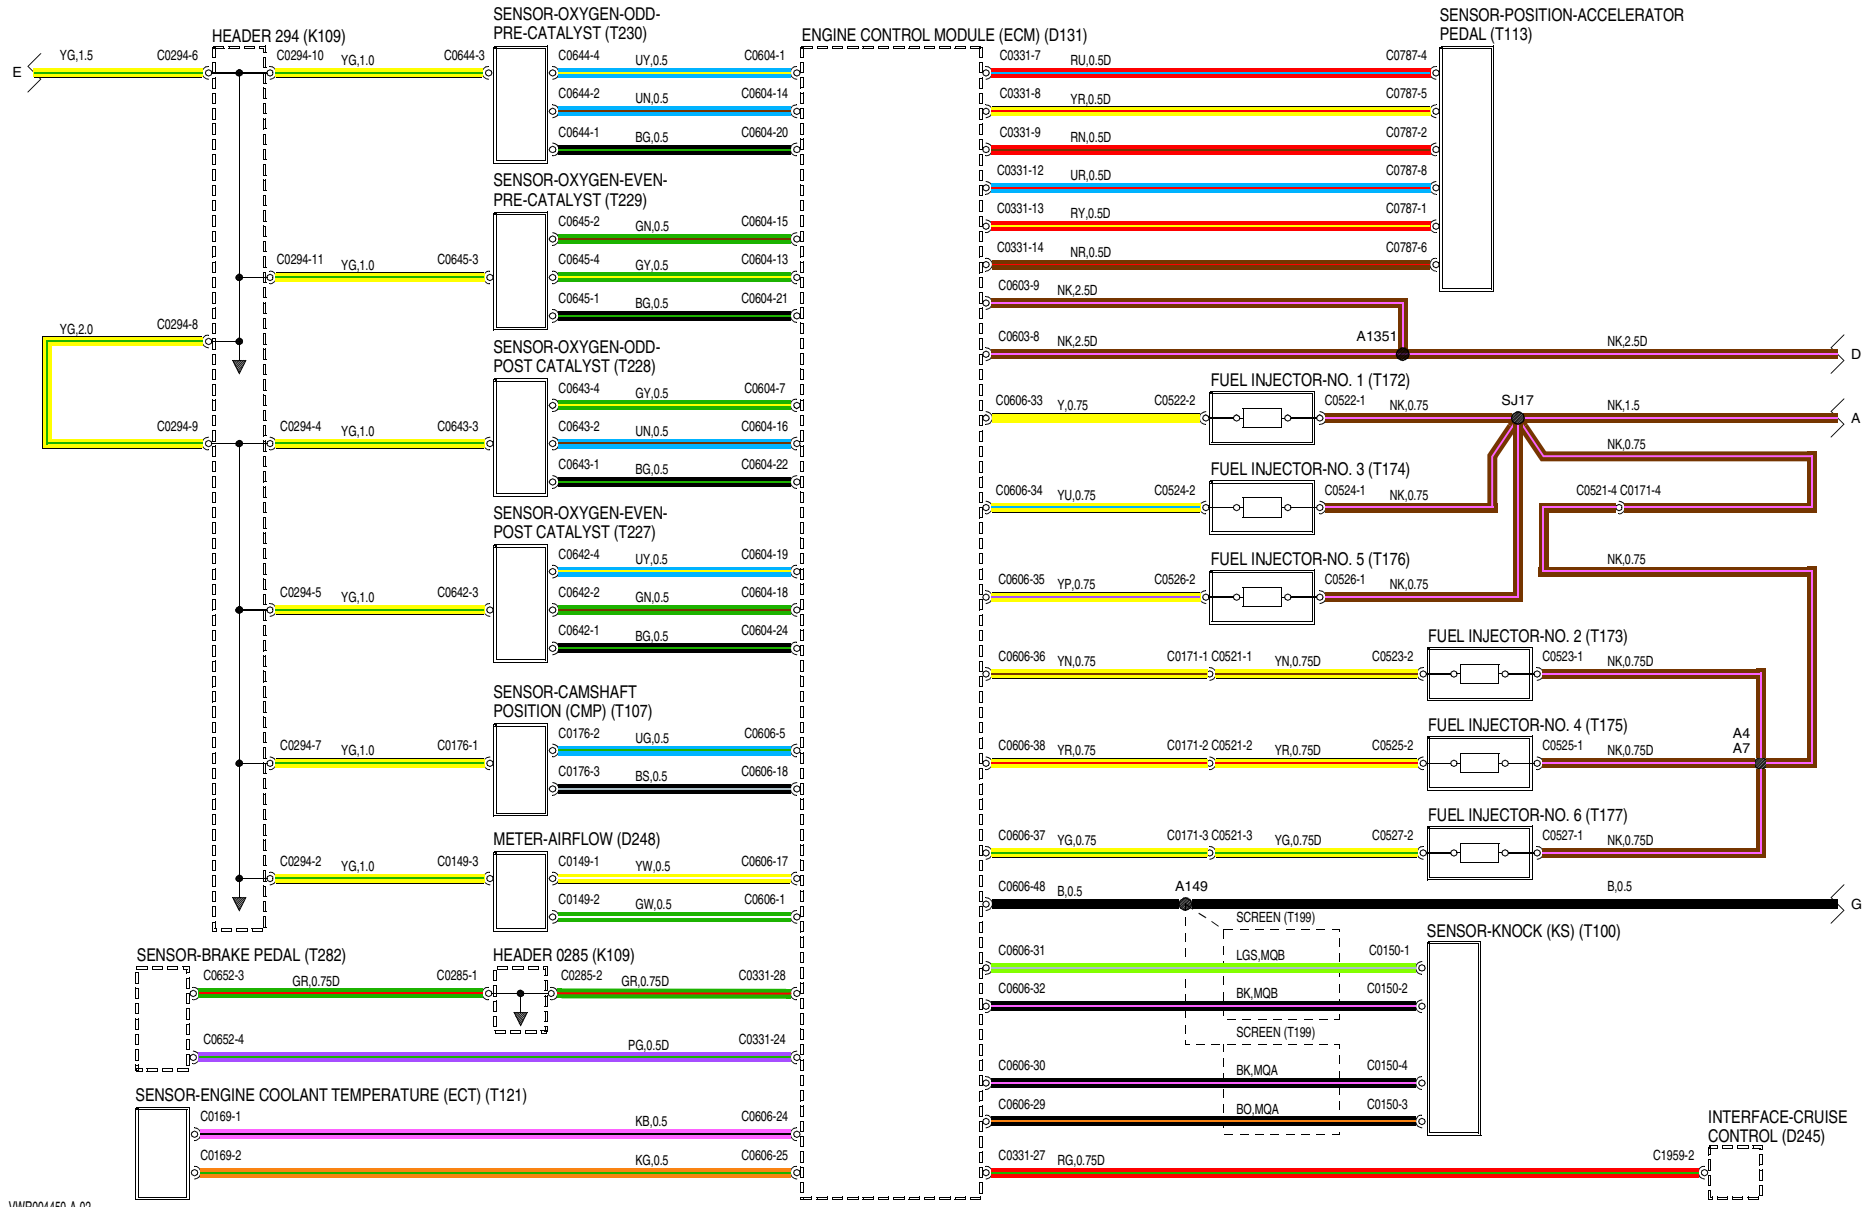 SENSOR-OXYGEN-ODD-
PRE-CATALYST (T230)
HEADER 294 (K109)
ENGINE CONTROL MODULE (ECM) (D131)
SENSOR-POSITION-ACCELERATOR
PEDAL (T113)
E
YG,1.5
C0294-6
C0294-10
YG,1.0
C0644-3
C0644-4
UY,0.5
C0604-1
C0644-2
UN,0.5
C0604-14
C0644-1
BG,0.5
C0604-20
C0331-7
RU,0.5D
C0787-4
C0331-8
YR,0.5D
C0787-5
C0331-9
RN,0.5D
C0787-2
C0331-12
UR,0.5D
C0787-8
C0331-13
RY,0.5D
C0787-1
C0331-14
NR,0.5D
C0787-6
SENSOR-OXYGEN-EVEN-
PRE-CATALYST (T229)
C0645-2
GN,0.5
C0604-15
C0294-11
YG,1.0
C0645-3
C0645-4
GY,0.5
C0604-13
C0645-1
BG,0.5
C0604-21
C0603-9
NK,2.5D
C0603-8
NK,2.5D
A1351
NK,2.5D
D
YG,2.0
C0294-8
SENSOR-OXYGEN-ODD-
POST CATALYST (T228)
C0643-4
GY,0.5
C0604-7
C0294-9
C0294-4
YG,1.0
C0643-3
C0643-2
UN,0.5
C0604-16
C0643-1
BG,0.5
C0604-22
FUEL INJECTOR-NO. 1 (T172)
C0606-33
Y,0.75
C0522-2
C0522-1
NK,0.75
SJ17
NK,1.5
A
NK,0.75
FUEL INJECTOR-NO. 3 (T174)
C0606-34
YU,0.75
C0524-2
C0524-1
NK,0.75
C0521-4 C0171-4
SENSOR-OXYGEN-EVEN-
POST CATALYST (T227)
C0642-4
UY,0.5
C0604-19
C0294-5
YG,1.0
C0642-3
C0642-2
GN,0.5
C0604-18
C0642-1
BG,0.5
C0604-24
FUEL INJECTOR-NO. 5 (T176)
C0606-35
YP,0.75
C0526-2
C0526-1
NK,0.75
NK,0.75
FUEL INJECTOR-NO. 2 (T173)
C0606-36
YN,0.75
C0171-1 C0521-1
YN,0.75D
C0523-2
C0523-1
NK,0.75D
SENSOR-CAMSHAFT
POSITION (CMP) (T107)
C0176-2
UG,0.5
C0606-5
C0294-7
YG,1.0
C0176-1
C0176-3
BS,0.5
C0606-18
FUEL INJECTOR-NO. 4 (T175)
C0606-38
YR,0.75
C0171-2 C0521-2
YR,0.75D
C0525-2
C0525-1
NK,0.75D
A4
A7
METER-AIRFLOW (D248)
C0294-2
YG,1.0
C0149-3
C0149-1
YW,0.5
C0606-17
C0149-2
GW,0.5
C0606-1
FUEL INJECTOR-NO. 6 (T177)
C0606-37
YG,0.75
C0171-3 C0521-3
YG,0.75D
C0527-2
C0527-1
NK,0.75D
C0606-48
B,0.5
A149
B,0.5
G
SCREEN (T199)
SENSOR-KNOCK (KS) (T100)
C0606-31
LGS,MQB
C0150-1
C0606-32
BK,MQB
C0150-2
SCREEN (T199)
C0606-30
BK,MQA
C0150-4
C0606-29
BO,MQA
C0150-3
SENSOR-BRAKE PEDAL (T282)
HEADER 0285 (K109)
C0652-3
GR,0.75D
C0285-1
C0285-2
GR,0.75D
C0331-28
C0652-4
PG,0.5D
C0331-24
SENSOR-ENGINE COOLANT TEMPERATURE (ECT) (T121)
C0169-1
KB,0.5
C0606-24
C0169-2
KG,0.5
C0606-25
INTERFACE-CRUISE
CONTROL (D245)
C0331-27
RG,0.75D
C1959-2